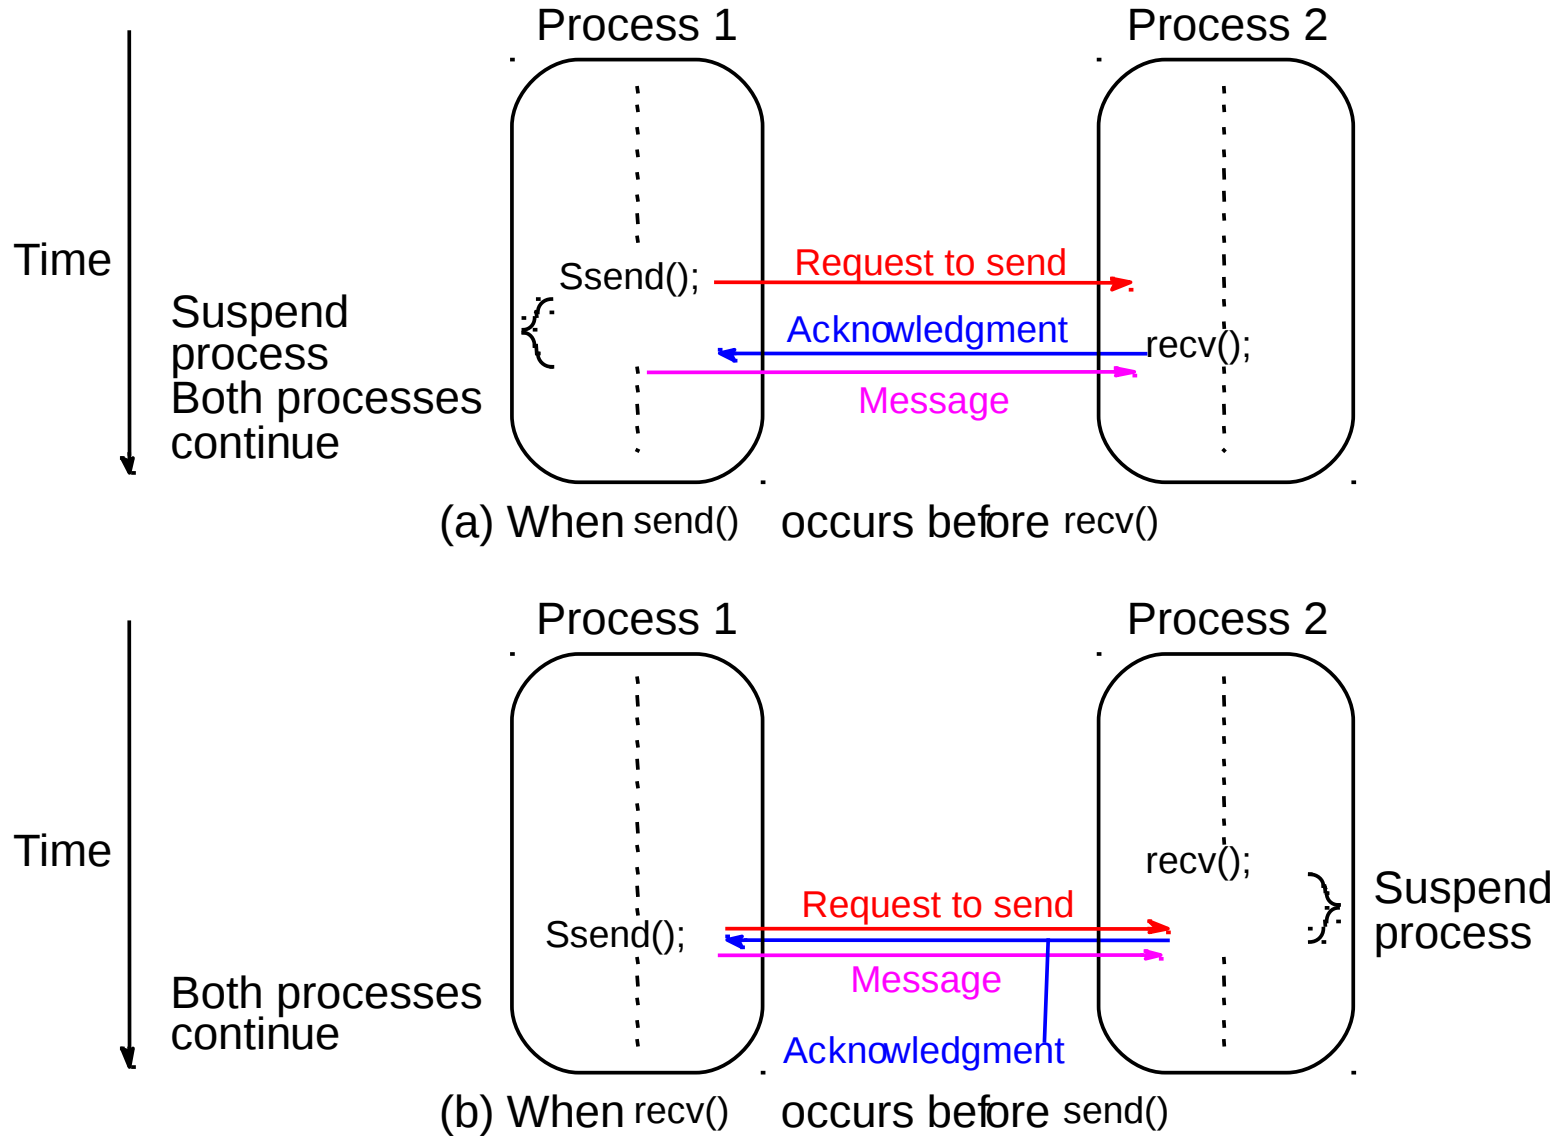 Process 1
Process 2
Time
Ssend();
Request to send
Suspend
process
Acknowledgment
recv();
Both processes
continue
Message
(a) When send() occurs before recv()
Process 1
Process 2
Time
recv();
Suspend
process
Request to send
Ssend();
Message
Both processes
continue
Acknowledgment
(b) When recv() occurs before send()